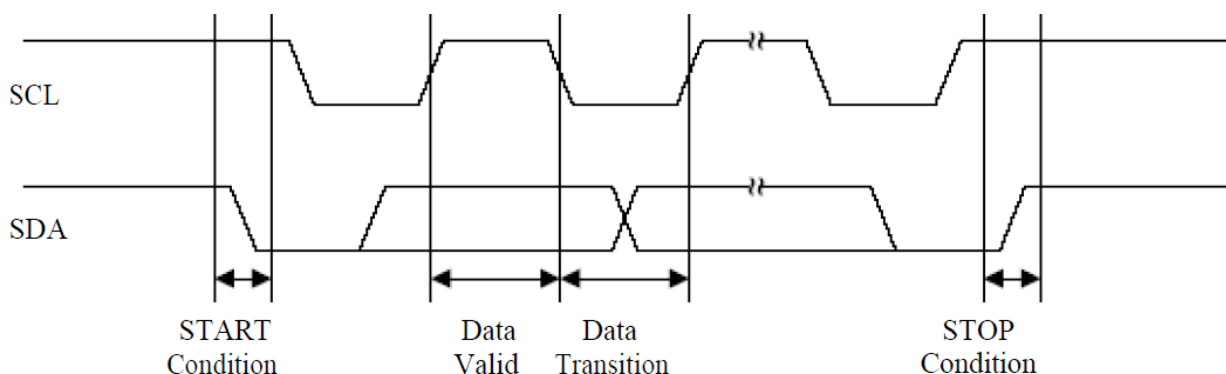 SCL
SDA
START
Condition
Data
Valid
Data
Transition
STOP
Condition